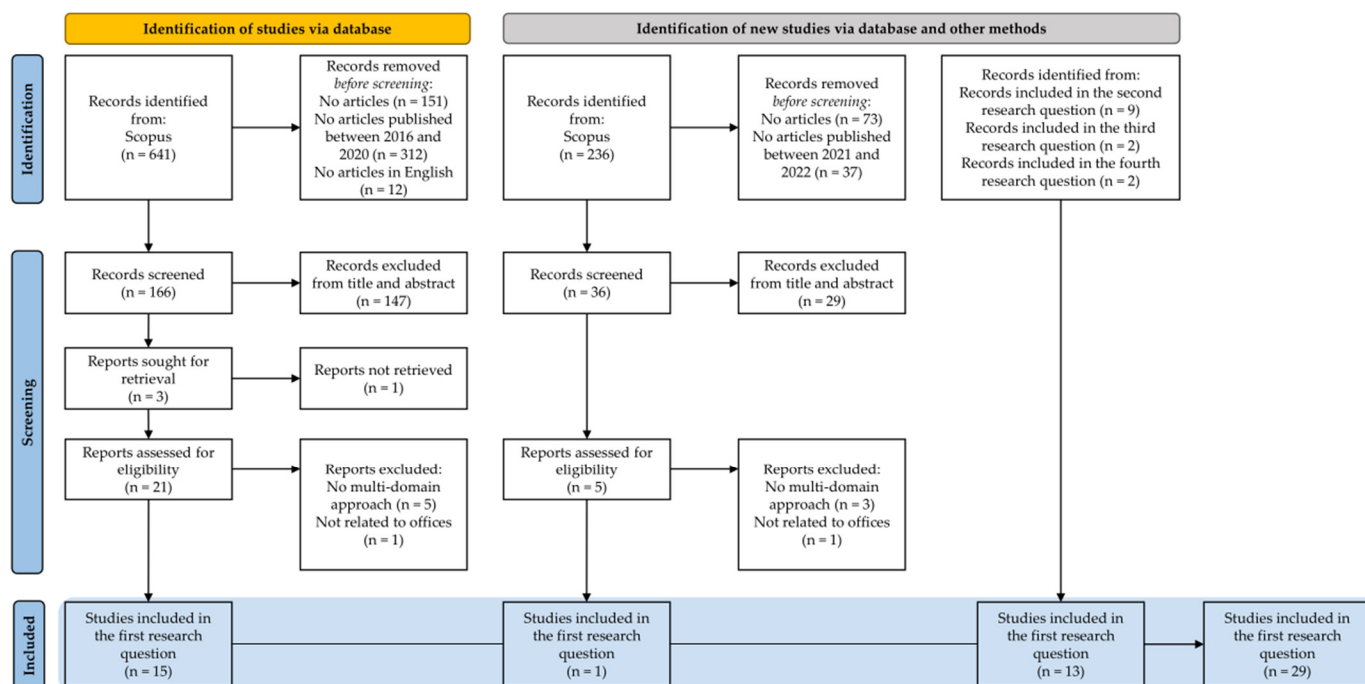 Identification of studies via database
Identification of new studies via database and other methods
Identification
Records identified
from:
Scopus
(n = 641)
Records removed
before screening:
No articles (n = 151)
No articles published
between 2016 and
2020 (n = 312)
No articles in English
(n = 12)
Records identified
from:
Scopus
(n = 236)
Records removed
before screening:
No articles (n = 73)
No articles published
between 2021 and
2022 (n = 37)
Records identified from:
Records included in the second
research question (n = 9)
Records included in the third
research question (n = 2)
Records included in the fourth
research question (n = 2)
Screening
Records screened
(n = 166)
Records excluded
from title and abstract
(n = 147)
Records screened
(n = 36)
Records excluded
from title and abstract
(n = 29)
Reports sought for
retrieval
(n = 3)
Reports not retrieved
(n = 1)
Reports assessed for
eligibility
(n = 21)
Reports excluded:
No multi-domain
approach (n = 5)
Not related to offices
(n = 1)
Reports assessed for
eligibility
(n = 5)
Reports excluded:
No multi-domain
approach (n = 3)
Not related to offices
(n = 1)
Included
Studies included in
the first research
question
(n = 15)
Studies included in
the first research
question
(n = 1)
Studies included in
the first research
question
(n = 13)
Studies included in
the first research
question
(n = 29)